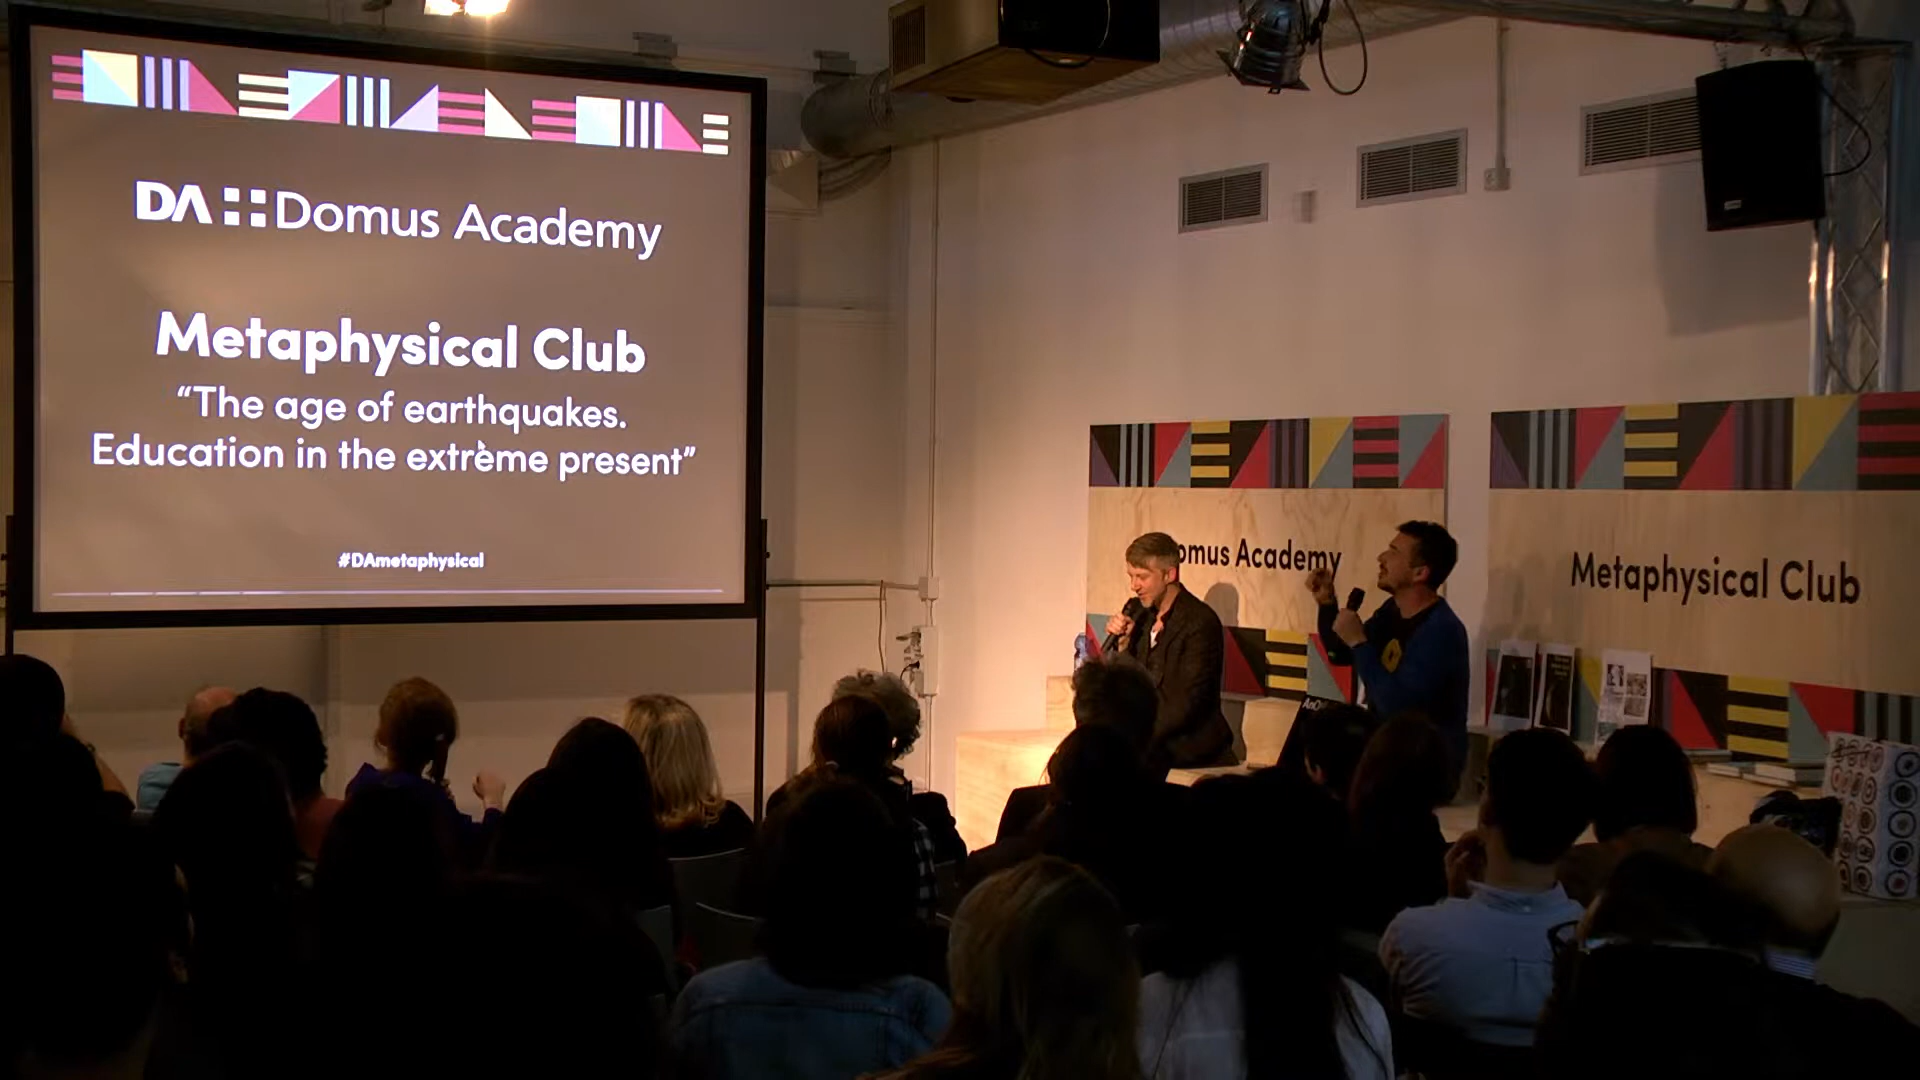 DA Domus Academy
Metaphysical Club
“The age of earthquakes.
Education in the extrème present”
#DAmetaphysical
omus Academy
Metaphysical Club